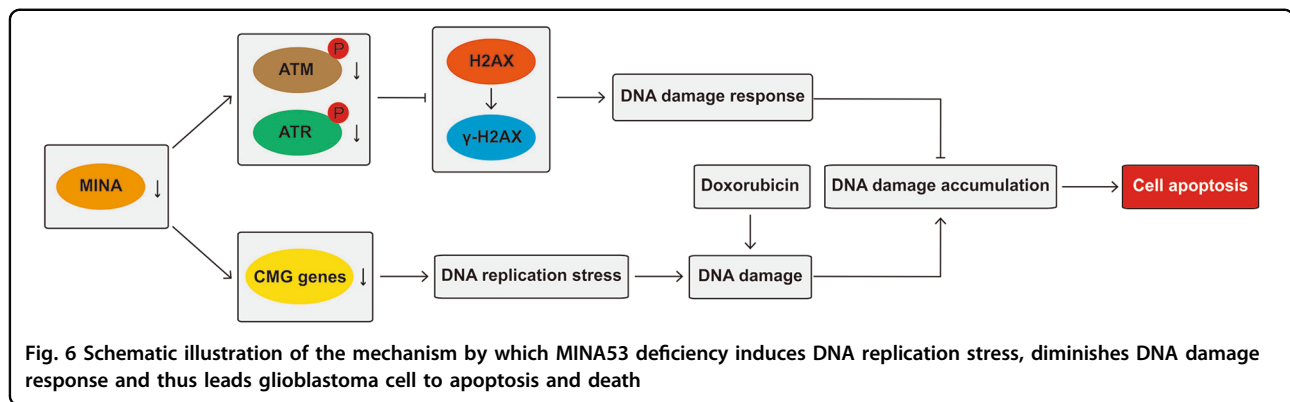 P
ATM ↓
P
ATR ↓
H2AX
γ-H2AX
DNA damage response
MINA ↓
Doxorubicin
DNA damage accumulation
Cell apoptosis
CMG genes ↓
DNA replication stress
DNA damage
Fig. 6 Schematic illustration of the mechanism by which MINA53 deficiency induces DNA replication stress, diminishes DNA damage
response and thus leads glioblastoma cell to apoptosis and death